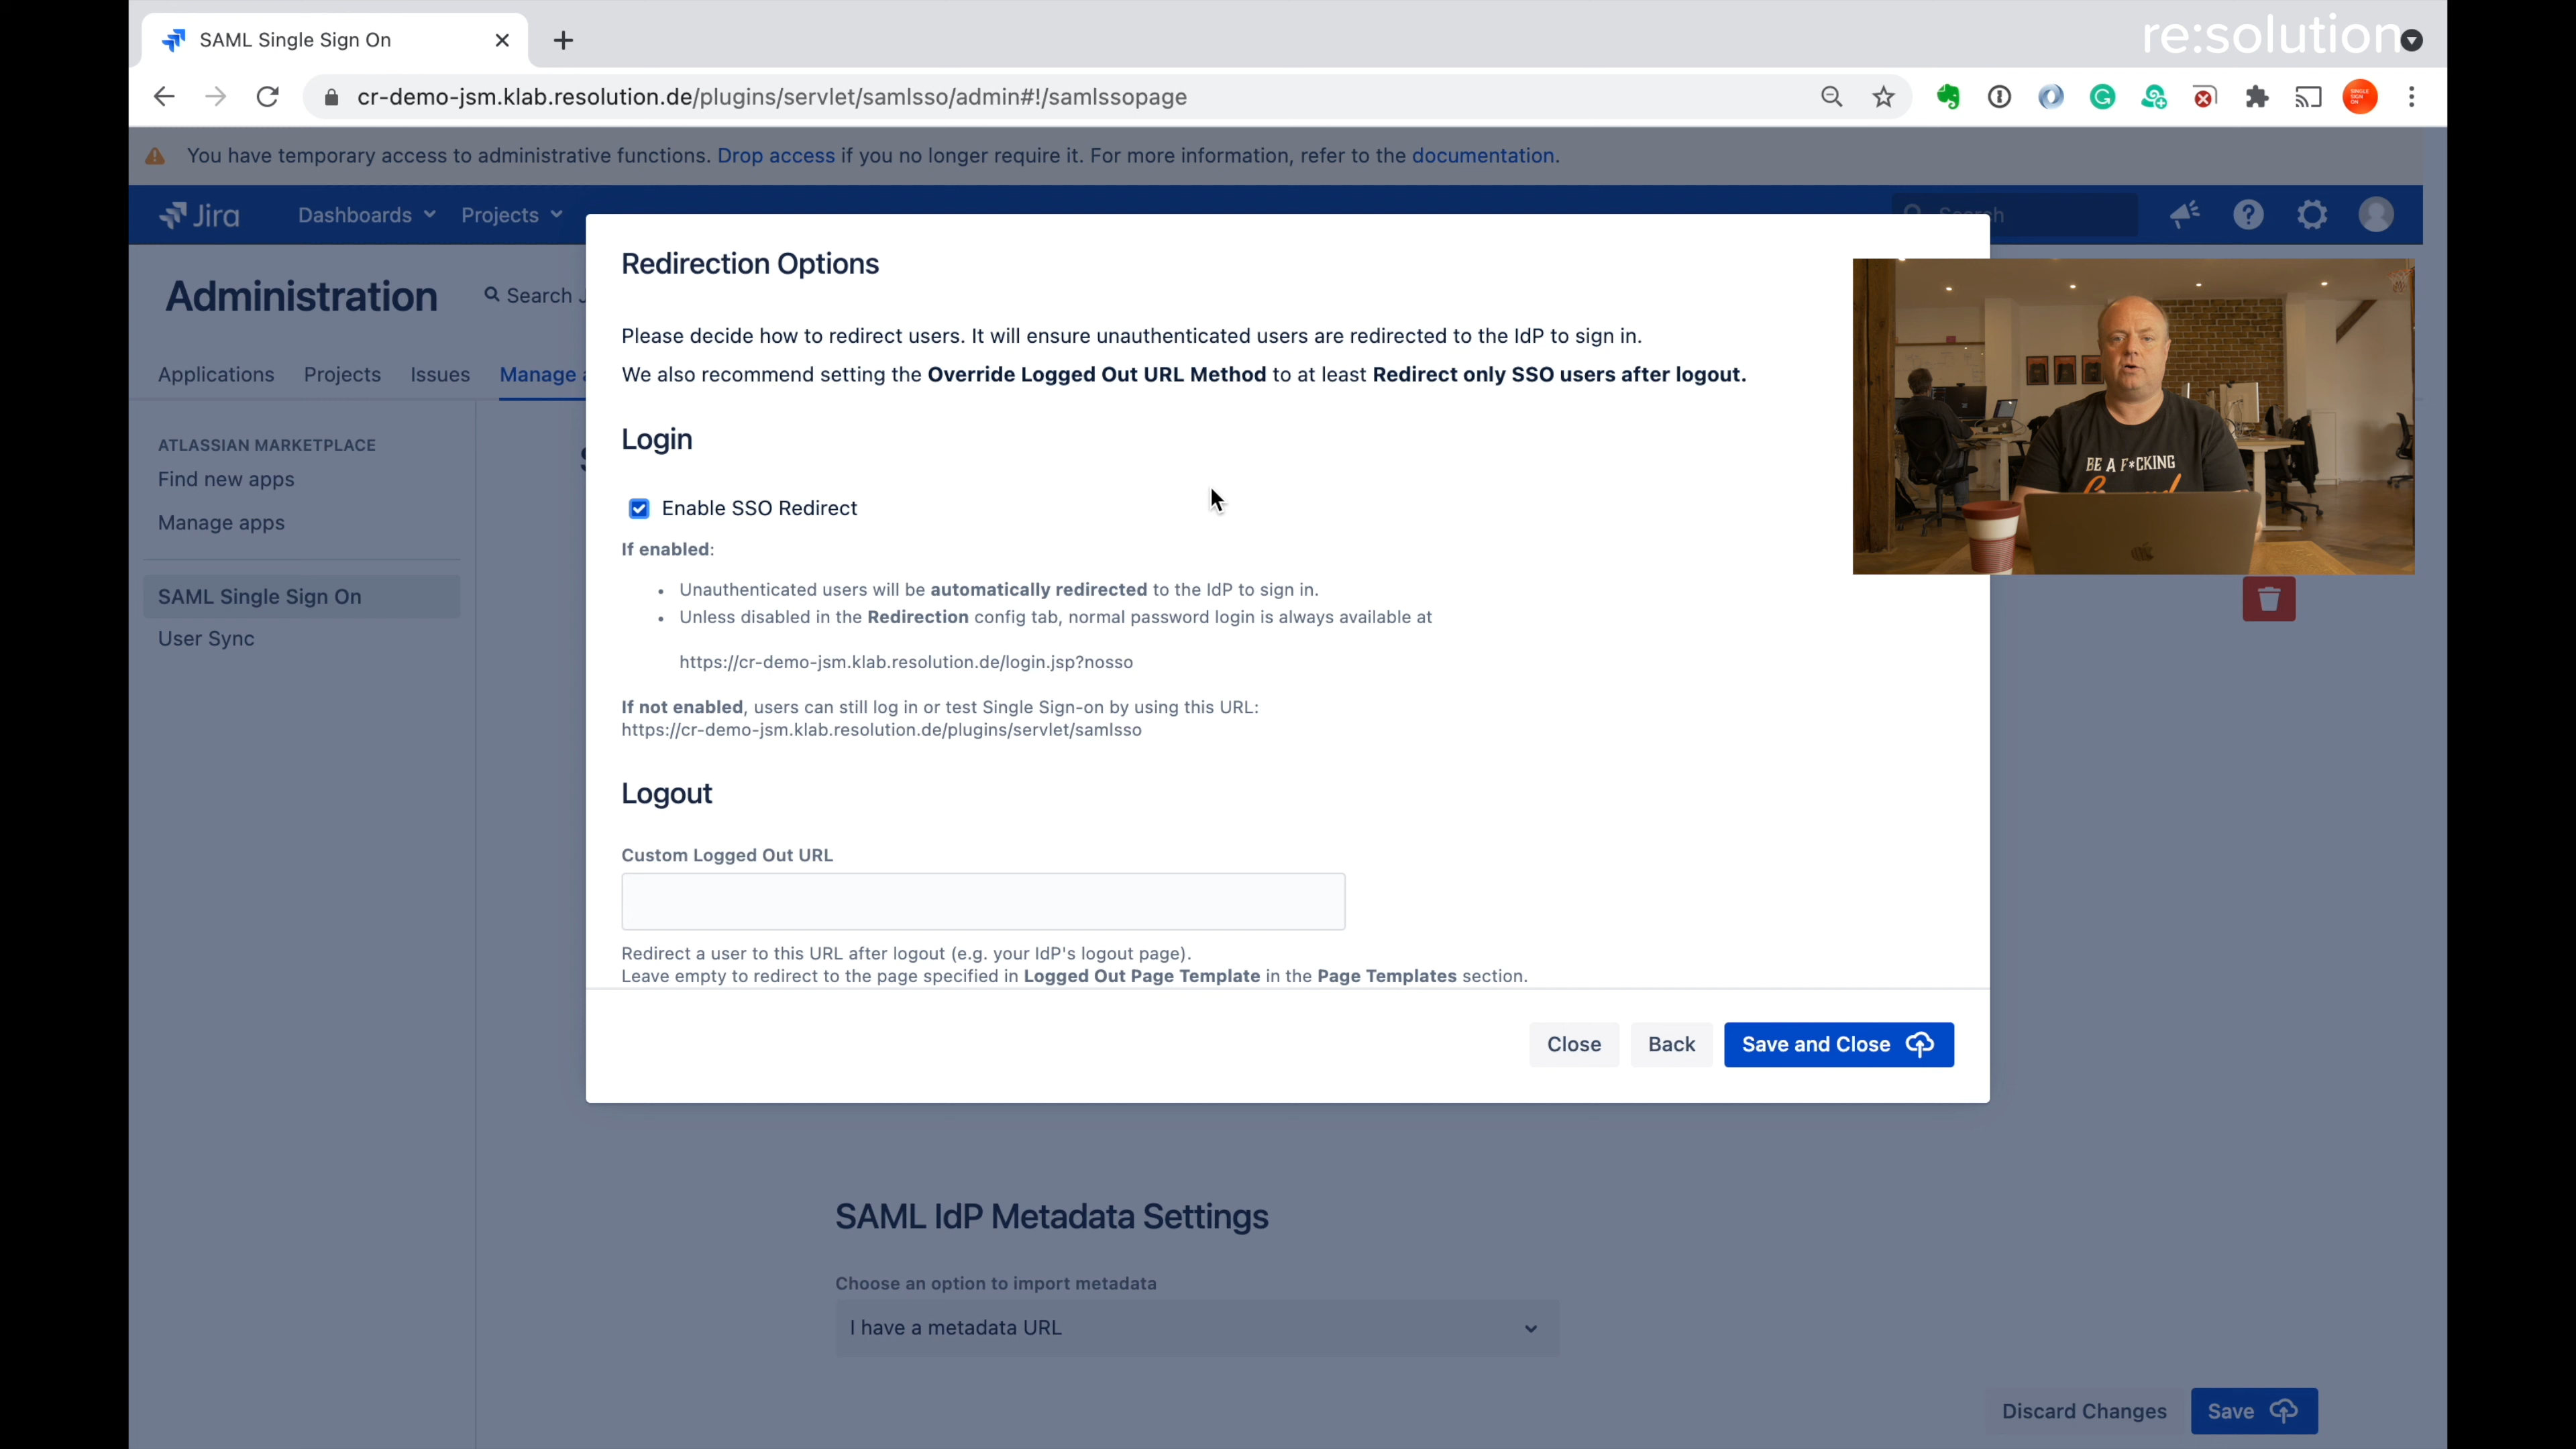 SAML Single Sign On
re:solution
cr-demo-jsm.klab.resolution.de/plugins/servlet/samlsso/admin#!/samlssopage
You have temporary access to administrative functions. Drop access if you no longer require it. For more information, refer to the documentation.
Jira
Dashboards
Projects
Search
Administration
Search
Applications
Projects
Issues
Manage
ATLASSIAN MARKETPLACE
Find new apps
Manage apps
SAML Single Sign On
User Sync
Redirection Options
Please decide how to redirect users. It will ensure unauthenticated users are redirected to the IdP to sign in.
We also recommend setting the Override Logged Out URL Method to at least Redirect only SSO users after logout.
Login
Enable SSO Redirect
If enabled:
• Unauthenticated users will be automatically redirected to the IdP to sign in.
• Unless disabled in the Redirection config tab, normal password login is always available at
https://cr-demo-jsm.klab.resolution.de/login.jsp?nosso
If not enabled, users can still log in or test Single Sign-on by using this URL:
https://cr-demo-jsm.klab.resolution.de/plugins/servlet/samlsso
Logout
Custom Logged Out URL
Redirect a user to this URL after logout (e.g. your IdP's logout page).
Leave empty to redirect to the page specified in Logged Out Page Template in the Page Templates section.
Close
Back
Save and Close
BE A F*CKING
SAML IdP Metadata Settings
Choose an option to import metadata
I have a metadata URL
Discard Changes
Save